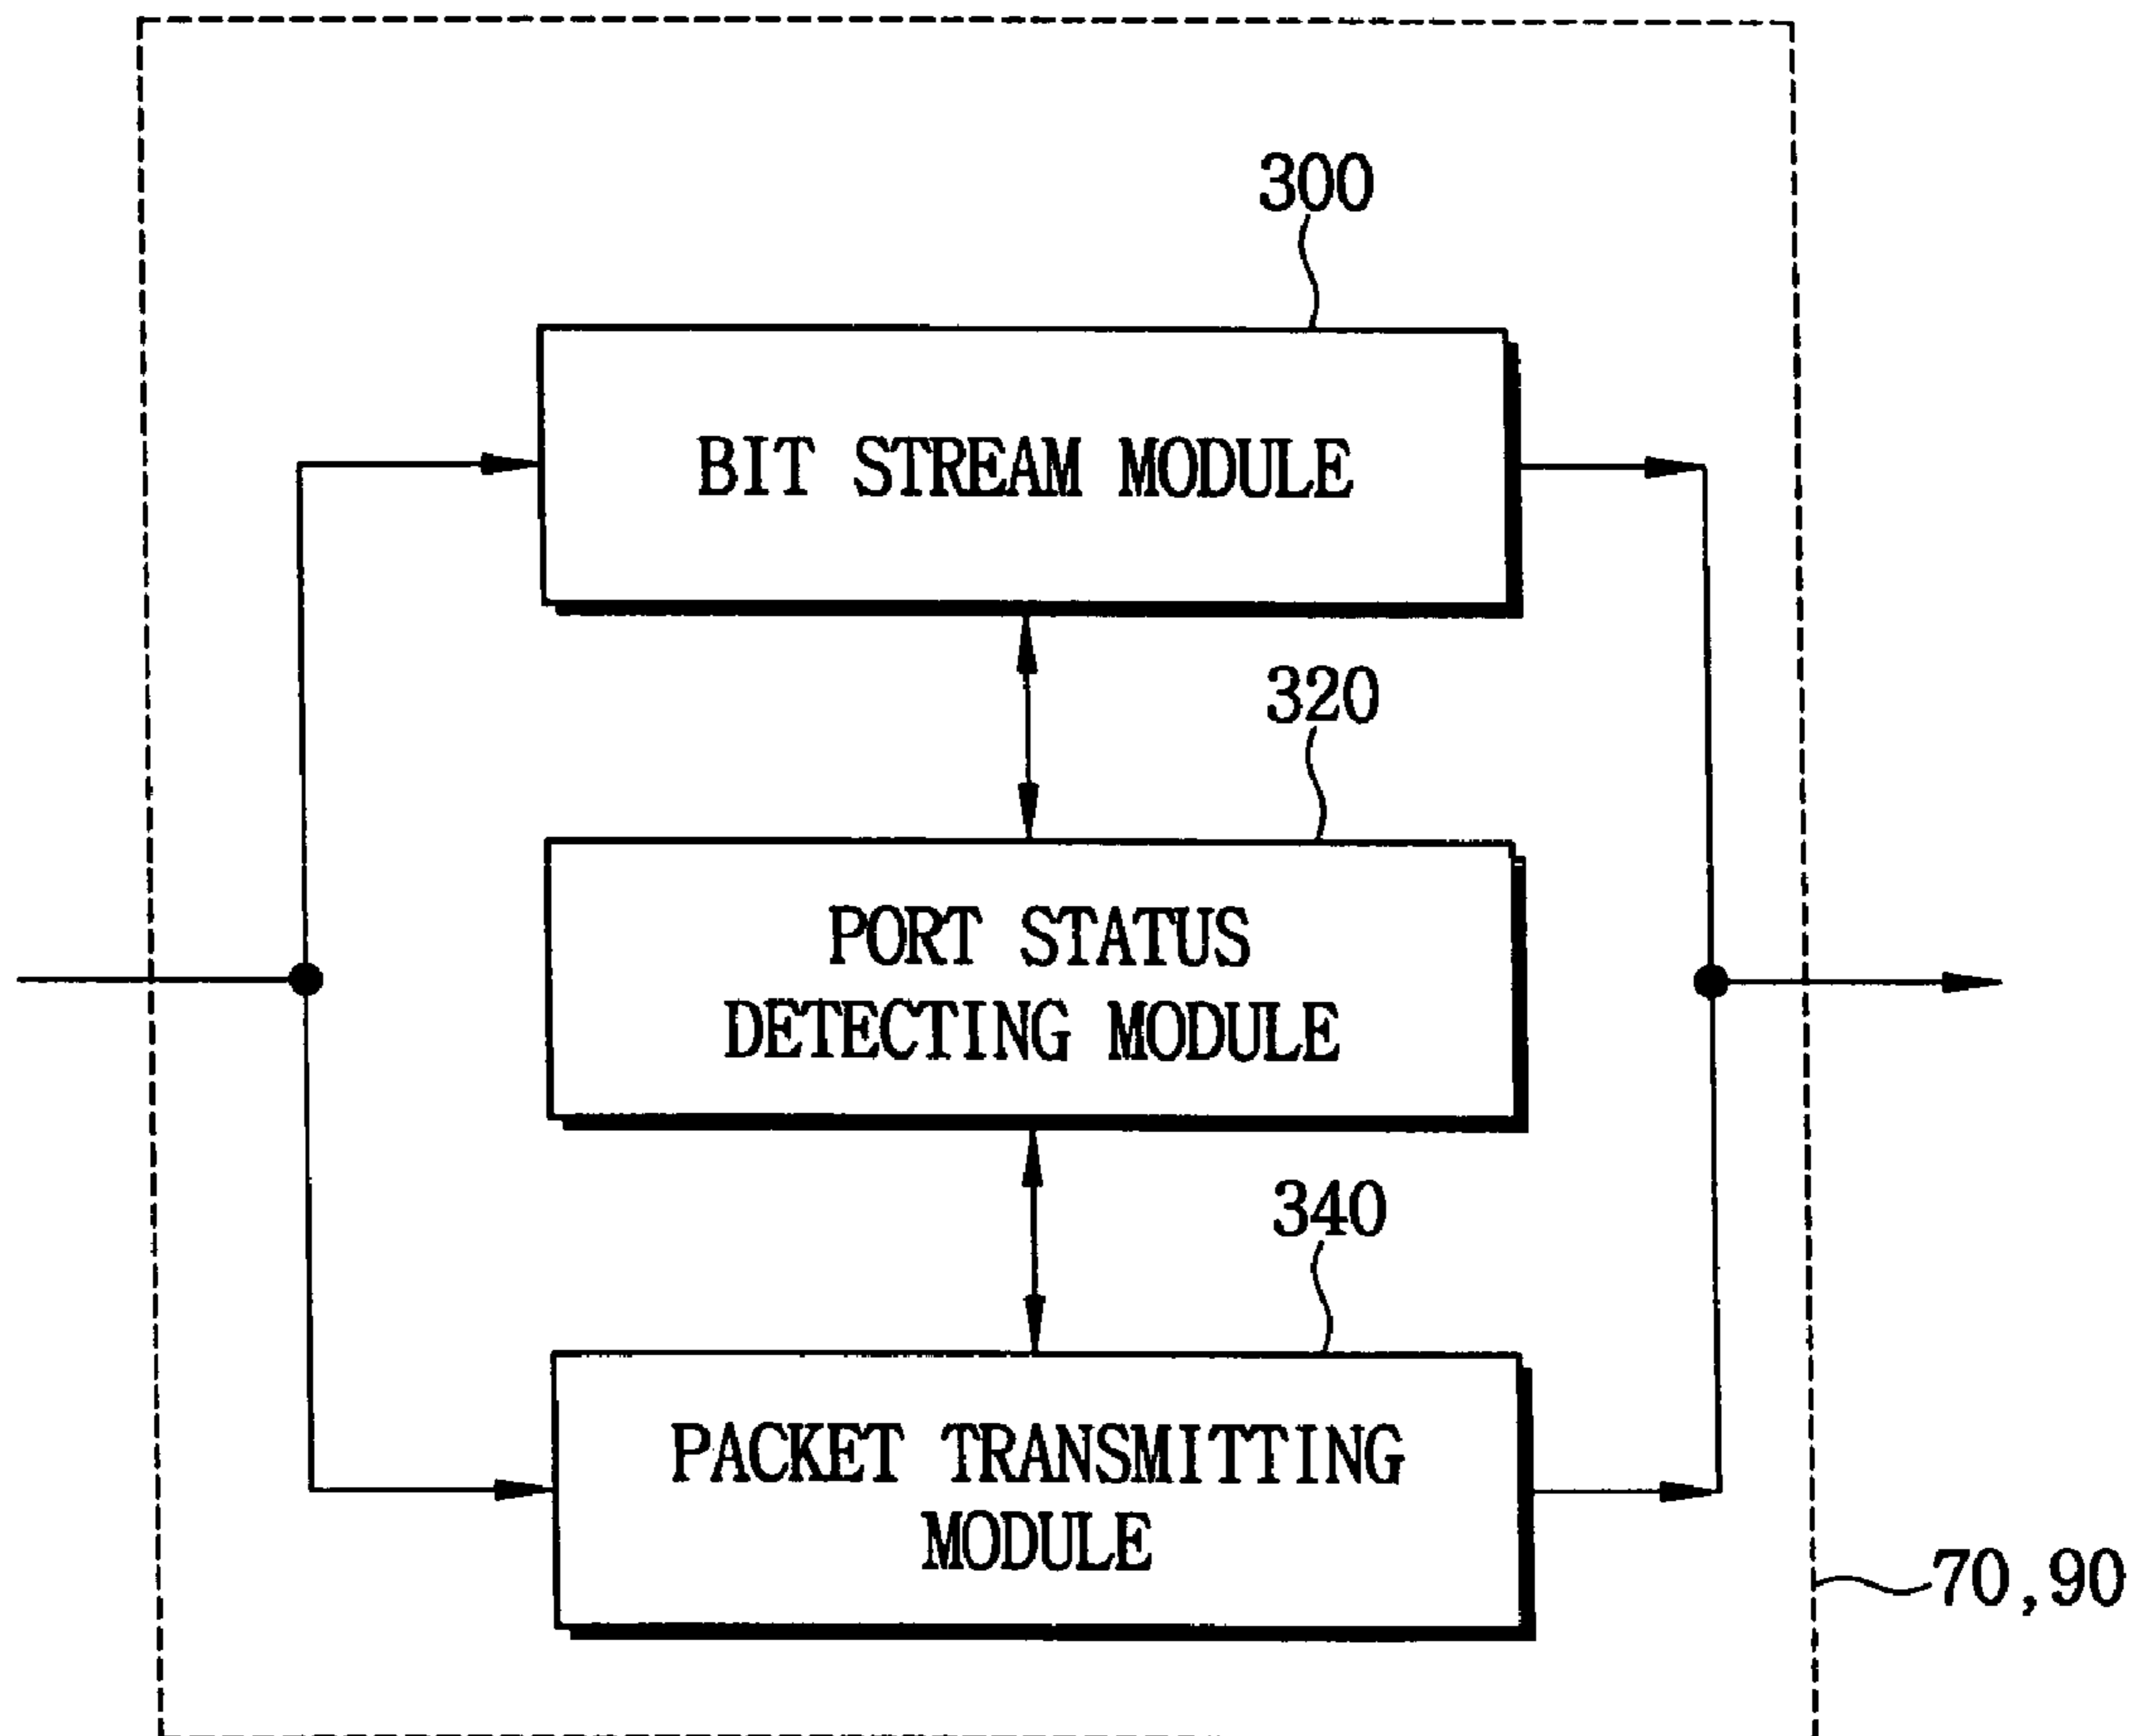 300
BIT STREAM MODULE
320
PORT STATUS
DETECTING MODULE
340
PACKET TRANSMITTING
MODULE
70,90